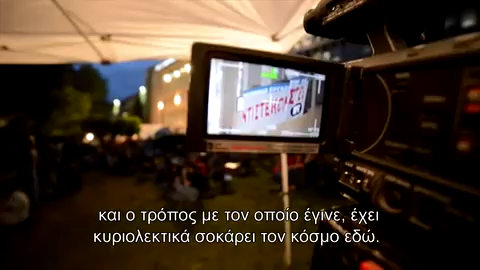 και ο τρόπος με τον οποίο έγινε, έχει
κυριολεκτικά σοκάρει τον κόσμο εδώ.